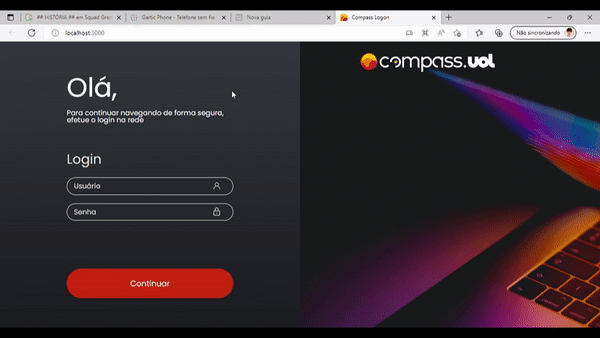 ## HISTÓRIA ## em Squad Gre
Gartic Phone - Telefone sem fio
Nova guia
Compass Logon
localhost:3000
Não sincronizando
compass.uol
Olá,
Para continuar navegando de forma segura,
efetue o login na rede
Login
Usuário
Senha
Continuar